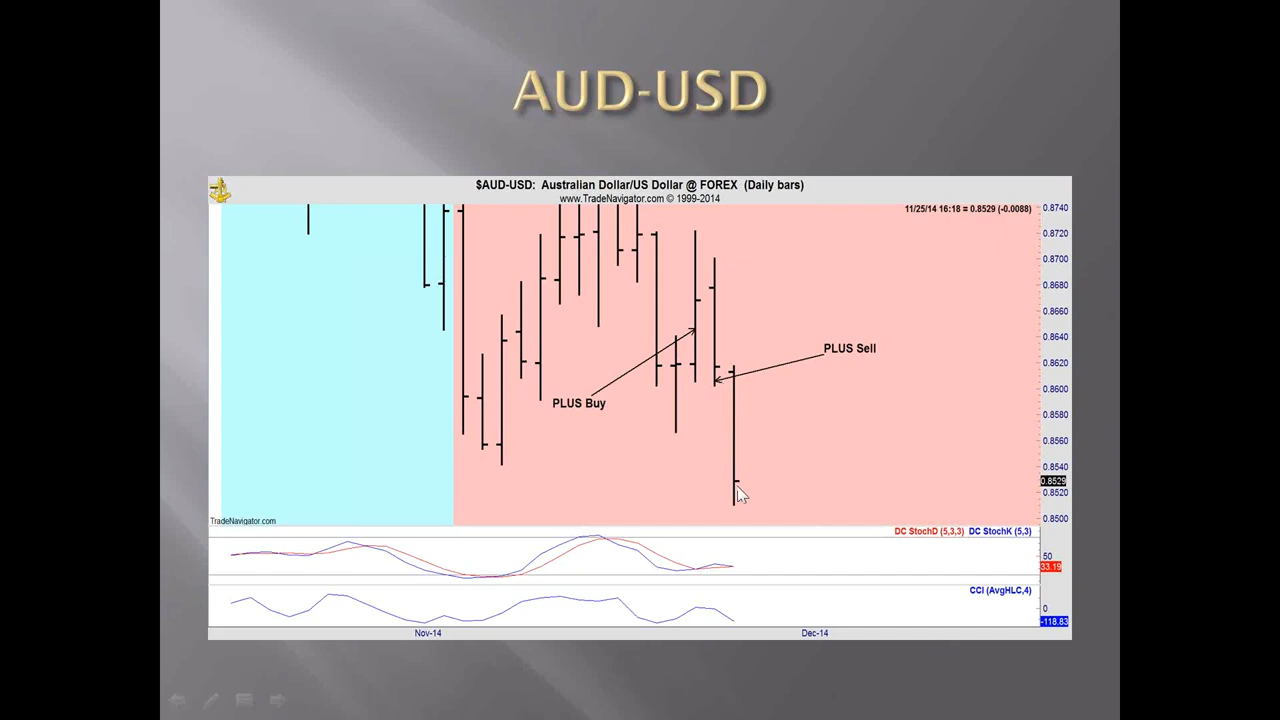 AUD-USD
$AUD-USD: Australian Dollar/US Dollar @ FOREX (Daily bars)
www.TradeNavigator.com © 1999-2014
11/25/14 16:18 = 0.8529 (-0.0088)
0.8740
0.8720
0.8700
0.8680
0.8660
0.8640
0.8620
0.8600
0.8580
0.8560
0.8540
0.8529
0.8520
0.8500
PLUS Sell
PLUS Buy
TradeNavigator.com
DC StochD (5,3,3) DC StochK (5,3)
50
33.19
CCI (AvgHLC,4)
0
-118.83
Nov-14 Dec-14